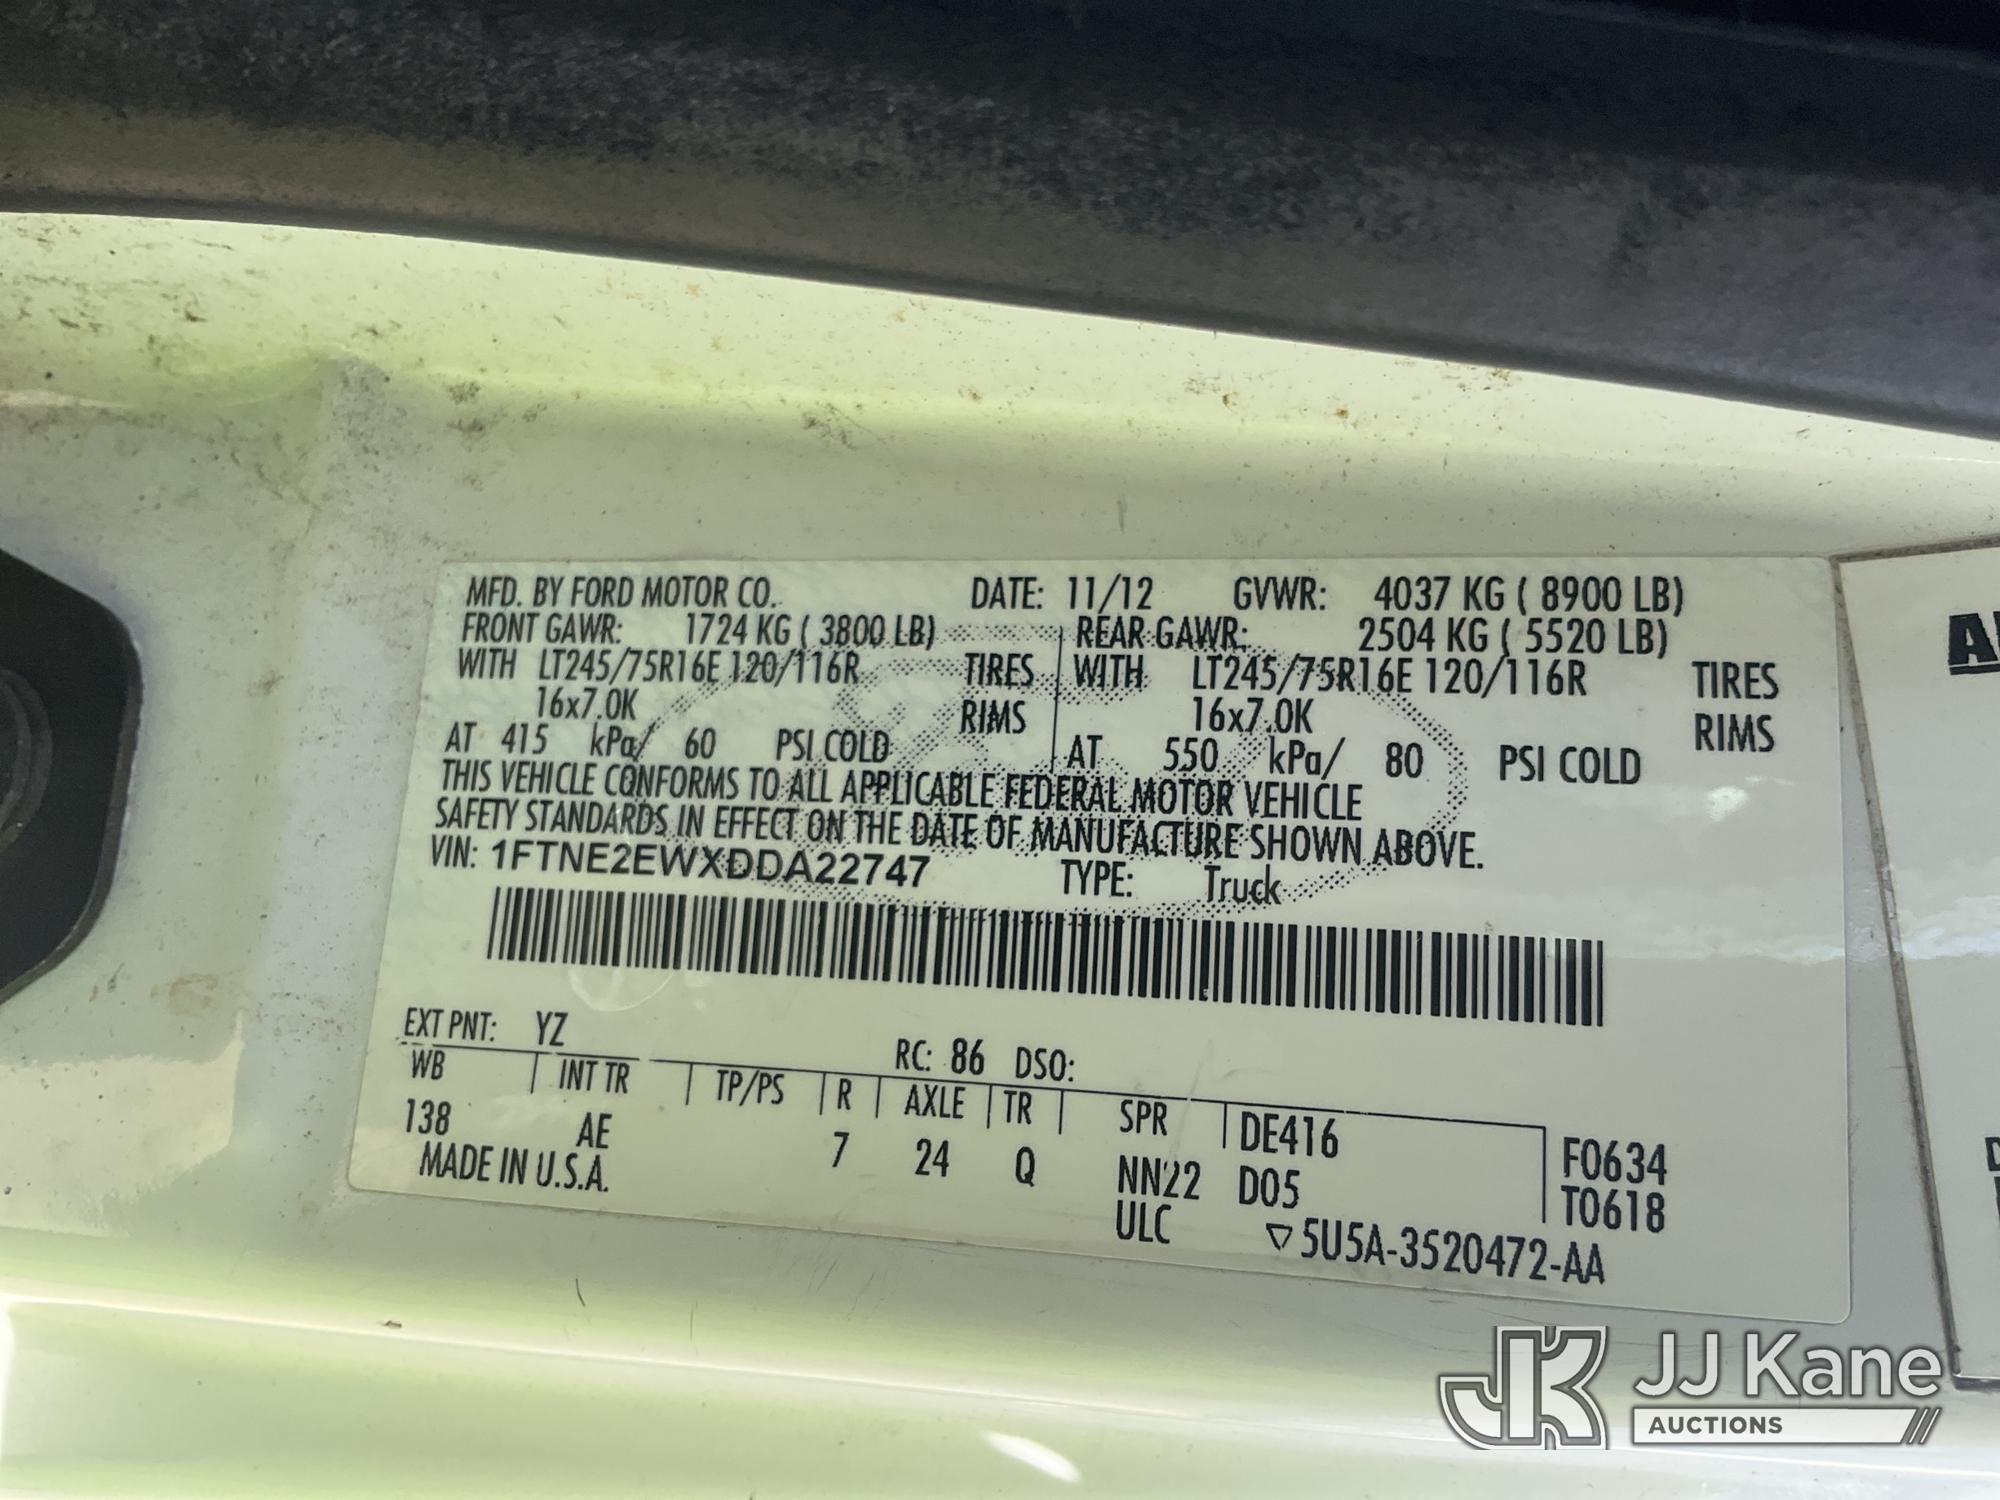 MFD. BY FORD MOTOR CO. DATE: 11/12 GVWR: 4037 KG ( 8900 LB)
FRONT GAWR: 1724 KG ( 3800 LB) REAR GAWR: 2504 KG ( 5520 LB)
WITH LT245/75R16E 120/116R TIRES WITH LT245/75R16E 120/116R TIRES
16x7.0K RIMS 16x7.0K RIMS
AT 415 kPa/ 60 PSI COLD AT 550 kPa/ 80 PSI COLD
THIS VEHICLE CONFORMS TO ALL APPLICABLE FEDERAL MOTOR VEHICLE
SAFETY STANDARDS IN EFFECT ON THE DATE OF MANUFACTURE SHOWN ABOVE.
VIN: 1FTNE2EWXDDA22747 TYPE: Truck
EXT PNT: YZ RC: 86 DSO:
WB INT TR TP/PS R AXLE TR SPR DE416 F0634
138 AE 7 24 Q NN22 D05 T0618
MADE IN U.S.A. ULC ▽5U5A-3520472-AA
JK JJ Kane
AUCTIONS